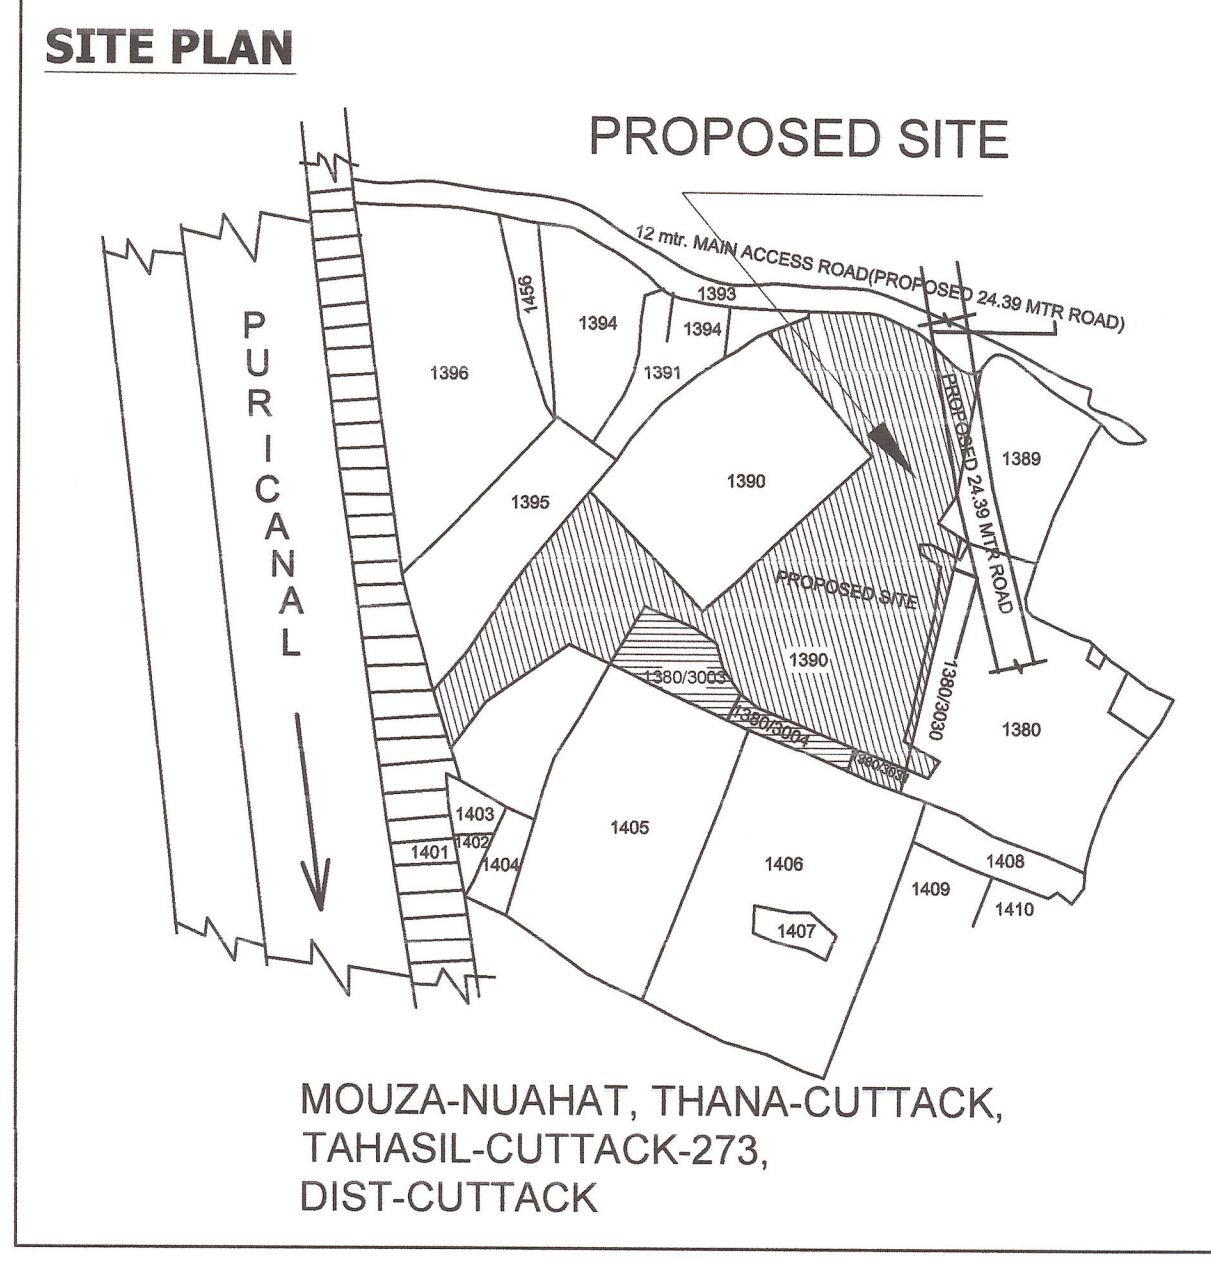 SITE PLAN
PROPOSED SITE
12 mtr. MAIN ACCESS ROAD(PROPOSED 24.39 MTR ROAD)
1393
1456
1394
1394
1396
1391
PURICANAL
PROPOSED 24.39 MTR ROAD
1389
1390
1395
PROPOSED SITE
1390
1380/3003
1380/3030
1380/3004
1380
1403
1402
1401
1404
1405
1406
1408
1409
1410
1407
MOUZA-NUAHAT, THANA-CUTTACK,
TAHASIL-CUTTACK-273,
DIST-CUTTACK